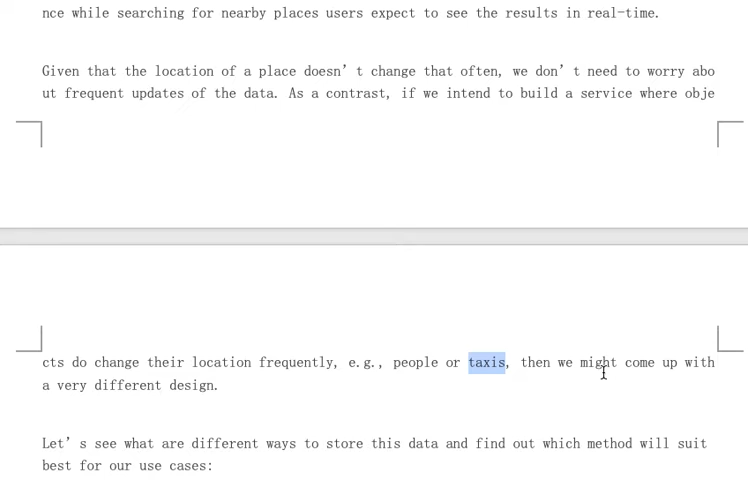 nce while searching for nearby places users expect to see the results in real-time.
Given that the location of a place doesn’t change that often, we don’t need to worry abo
ut frequent updates of the data. As a contrast, if we intend to build a service where obje
cts do change their location frequently, e.g., people or taxis, then we might come up with
a very different design.
Let’s see what are different ways to store this data and find out which method will suit
best for our use cases: